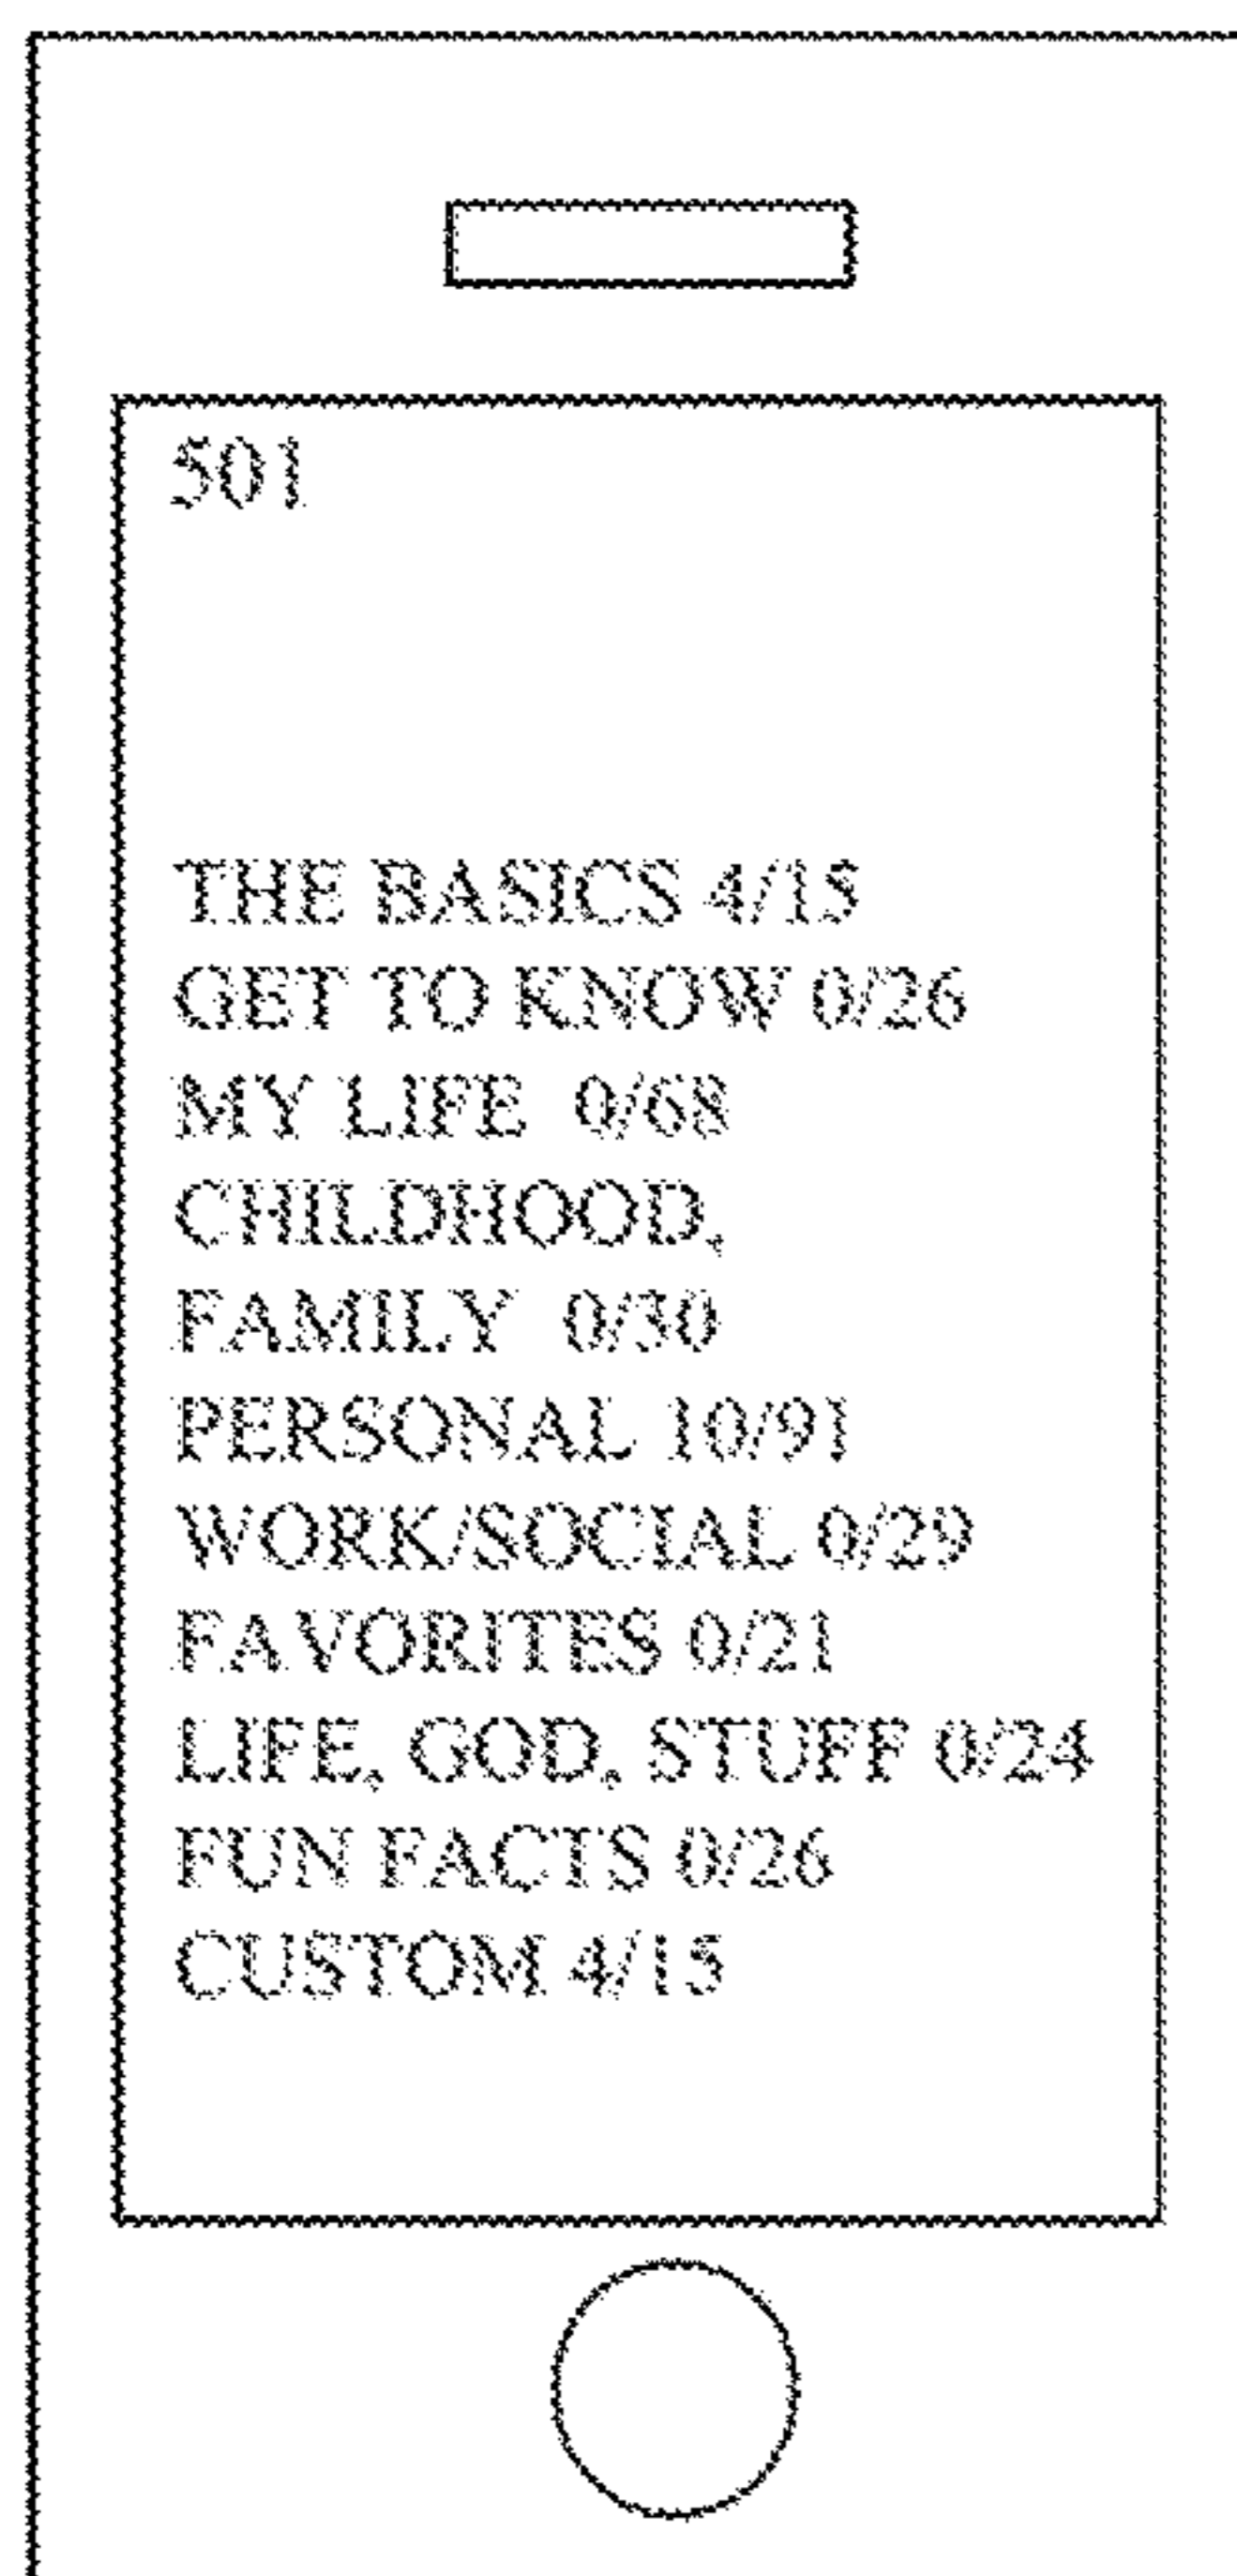 501
THE BASICS 4/15
GET TO KNOW 0/26
MY LIFE 0/68
CHILDHOOD,
FAMILY 0/30
PERSONAL 10/91
WORK/SOCIAL 0/29
FAVORITES 0/21
LIFE, GOD, STUFF 0/24
FUN FACTS 0/26
CUSTOM 4/15